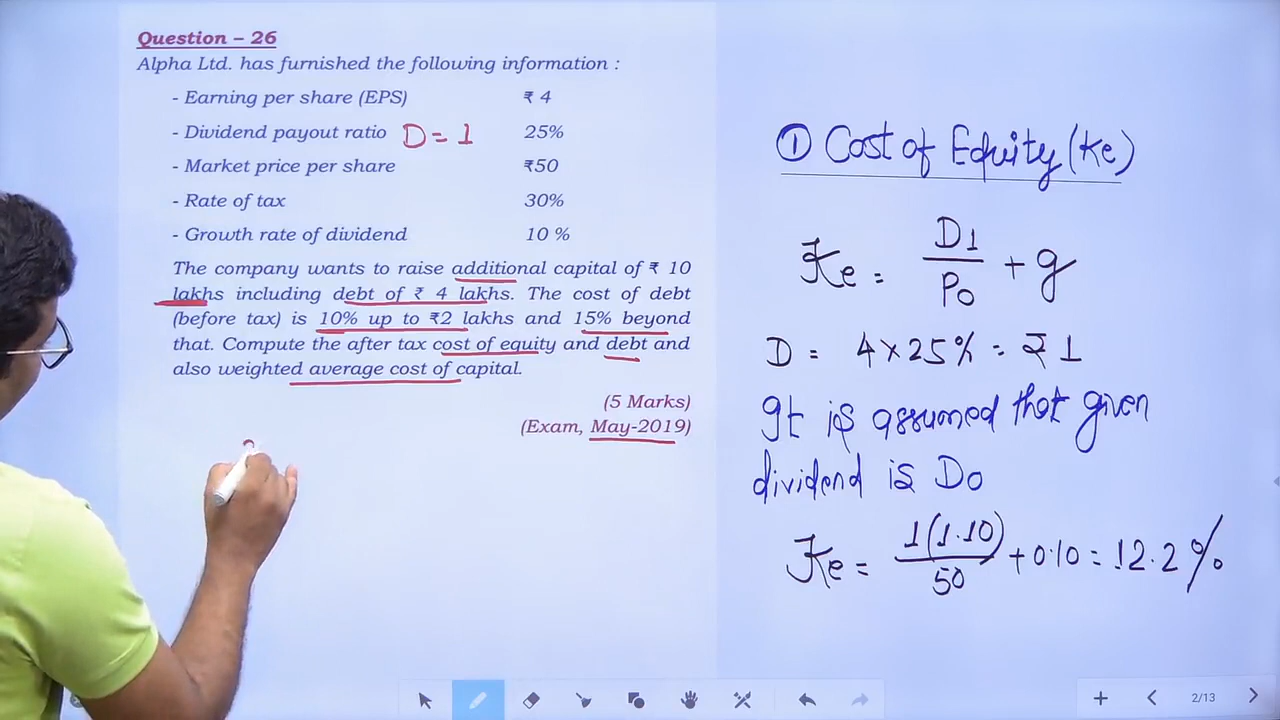 Question – 26
Alpha Ltd. has furnished the following information :
- Earning per share (EPS) ₹ 4
- Dividend payout ratio D = 1 25%
- Market price per share ₹50
- Rate of tax 30%
- Growth rate of dividend 10 %
The company wants to raise additional capital of ₹ 10
lakhs including debt of ₹ 4 lakhs. The cost of debt
(before tax) is 10% up to ₹2 lakhs and 15% beyond
that. Compute the after tax cost of equity and debt and
also weighted average cost of capital.
(5 Marks)
(Exam, May-2019)
① Cost of Equity (Ke)
Ke = D1/P0 + g
D = 4×25% = ₹1
It is assumed that given
dividend is D0
Ke = 1(1.10)/50 + 0.10 = 12.2%
2/13